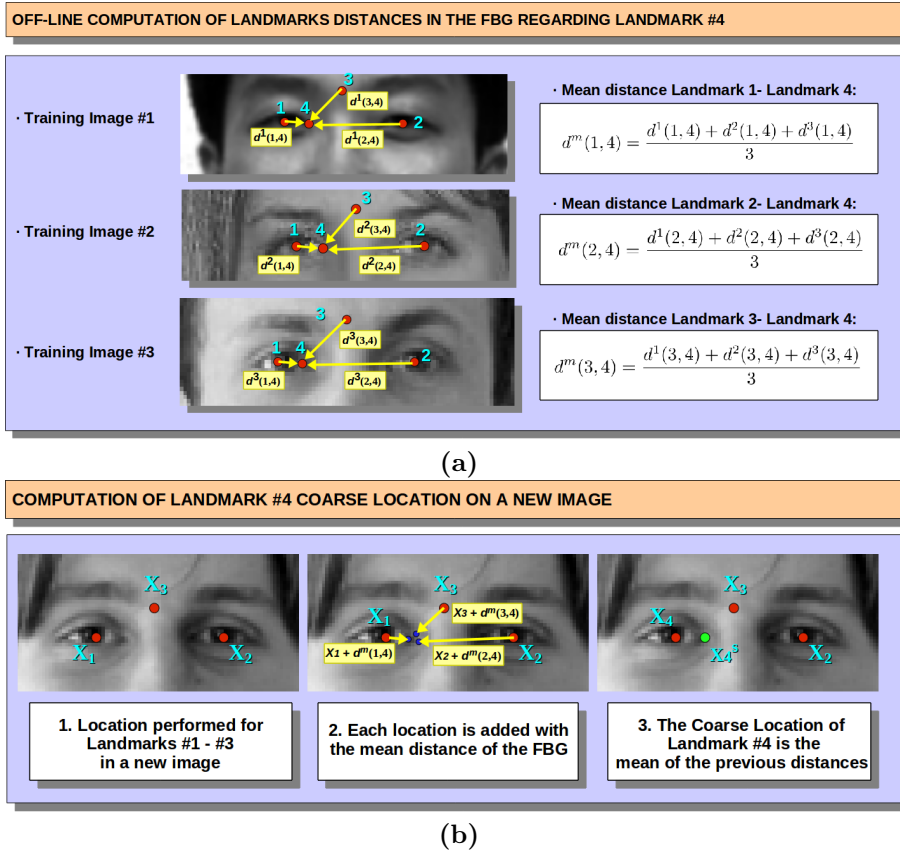 OFF-LINE COMPUTATION OF LANDMARKS DISTANCES IN THE FBG REGARDING LANDMARK #4
· Training Image #1
1 4 3 2
d¹(3,4)
d¹(1,4)
d¹(2,4)
· Mean distance Landmark 1- Landmark 4:
d^m(1, 4) = (d¹(1, 4) + d²(1, 4) + d³(1, 4)) / 3
· Training Image #2
1 4 3 2
d²(3,4)
d²(1,4)
d²(2,4)
· Mean distance Landmark 2- Landmark 4:
d^m(2, 4) = (d¹(2, 4) + d²(2, 4) + d³(2, 4)) / 3
· Training Image #3
1 4 3 2
d³(3,4)
d³(1,4)
d³(2,4)
· Mean distance Landmark 3- Landmark 4:
d^m(3, 4) = (d¹(3, 4) + d²(3, 4) + d³(3, 4)) / 3
(a)
COMPUTATION OF LANDMARK #4 COARSE LOCATION ON A NEW IMAGE
X₃
X₁
X₂
1. Location performed for
Landmarks #1 - #3
in a new image
X₃
X₁
X₃ + d^m(3,4)
X₁ + d^m(1,4)
X₂ + d^m(2,4)
X₂
2. Each location is added with
the mean distance of the FBG
X₃
X₄
X₄^s
X₂
3. The Coarse Location of
Landmark #4 is the
mean of the previous distances
(b)